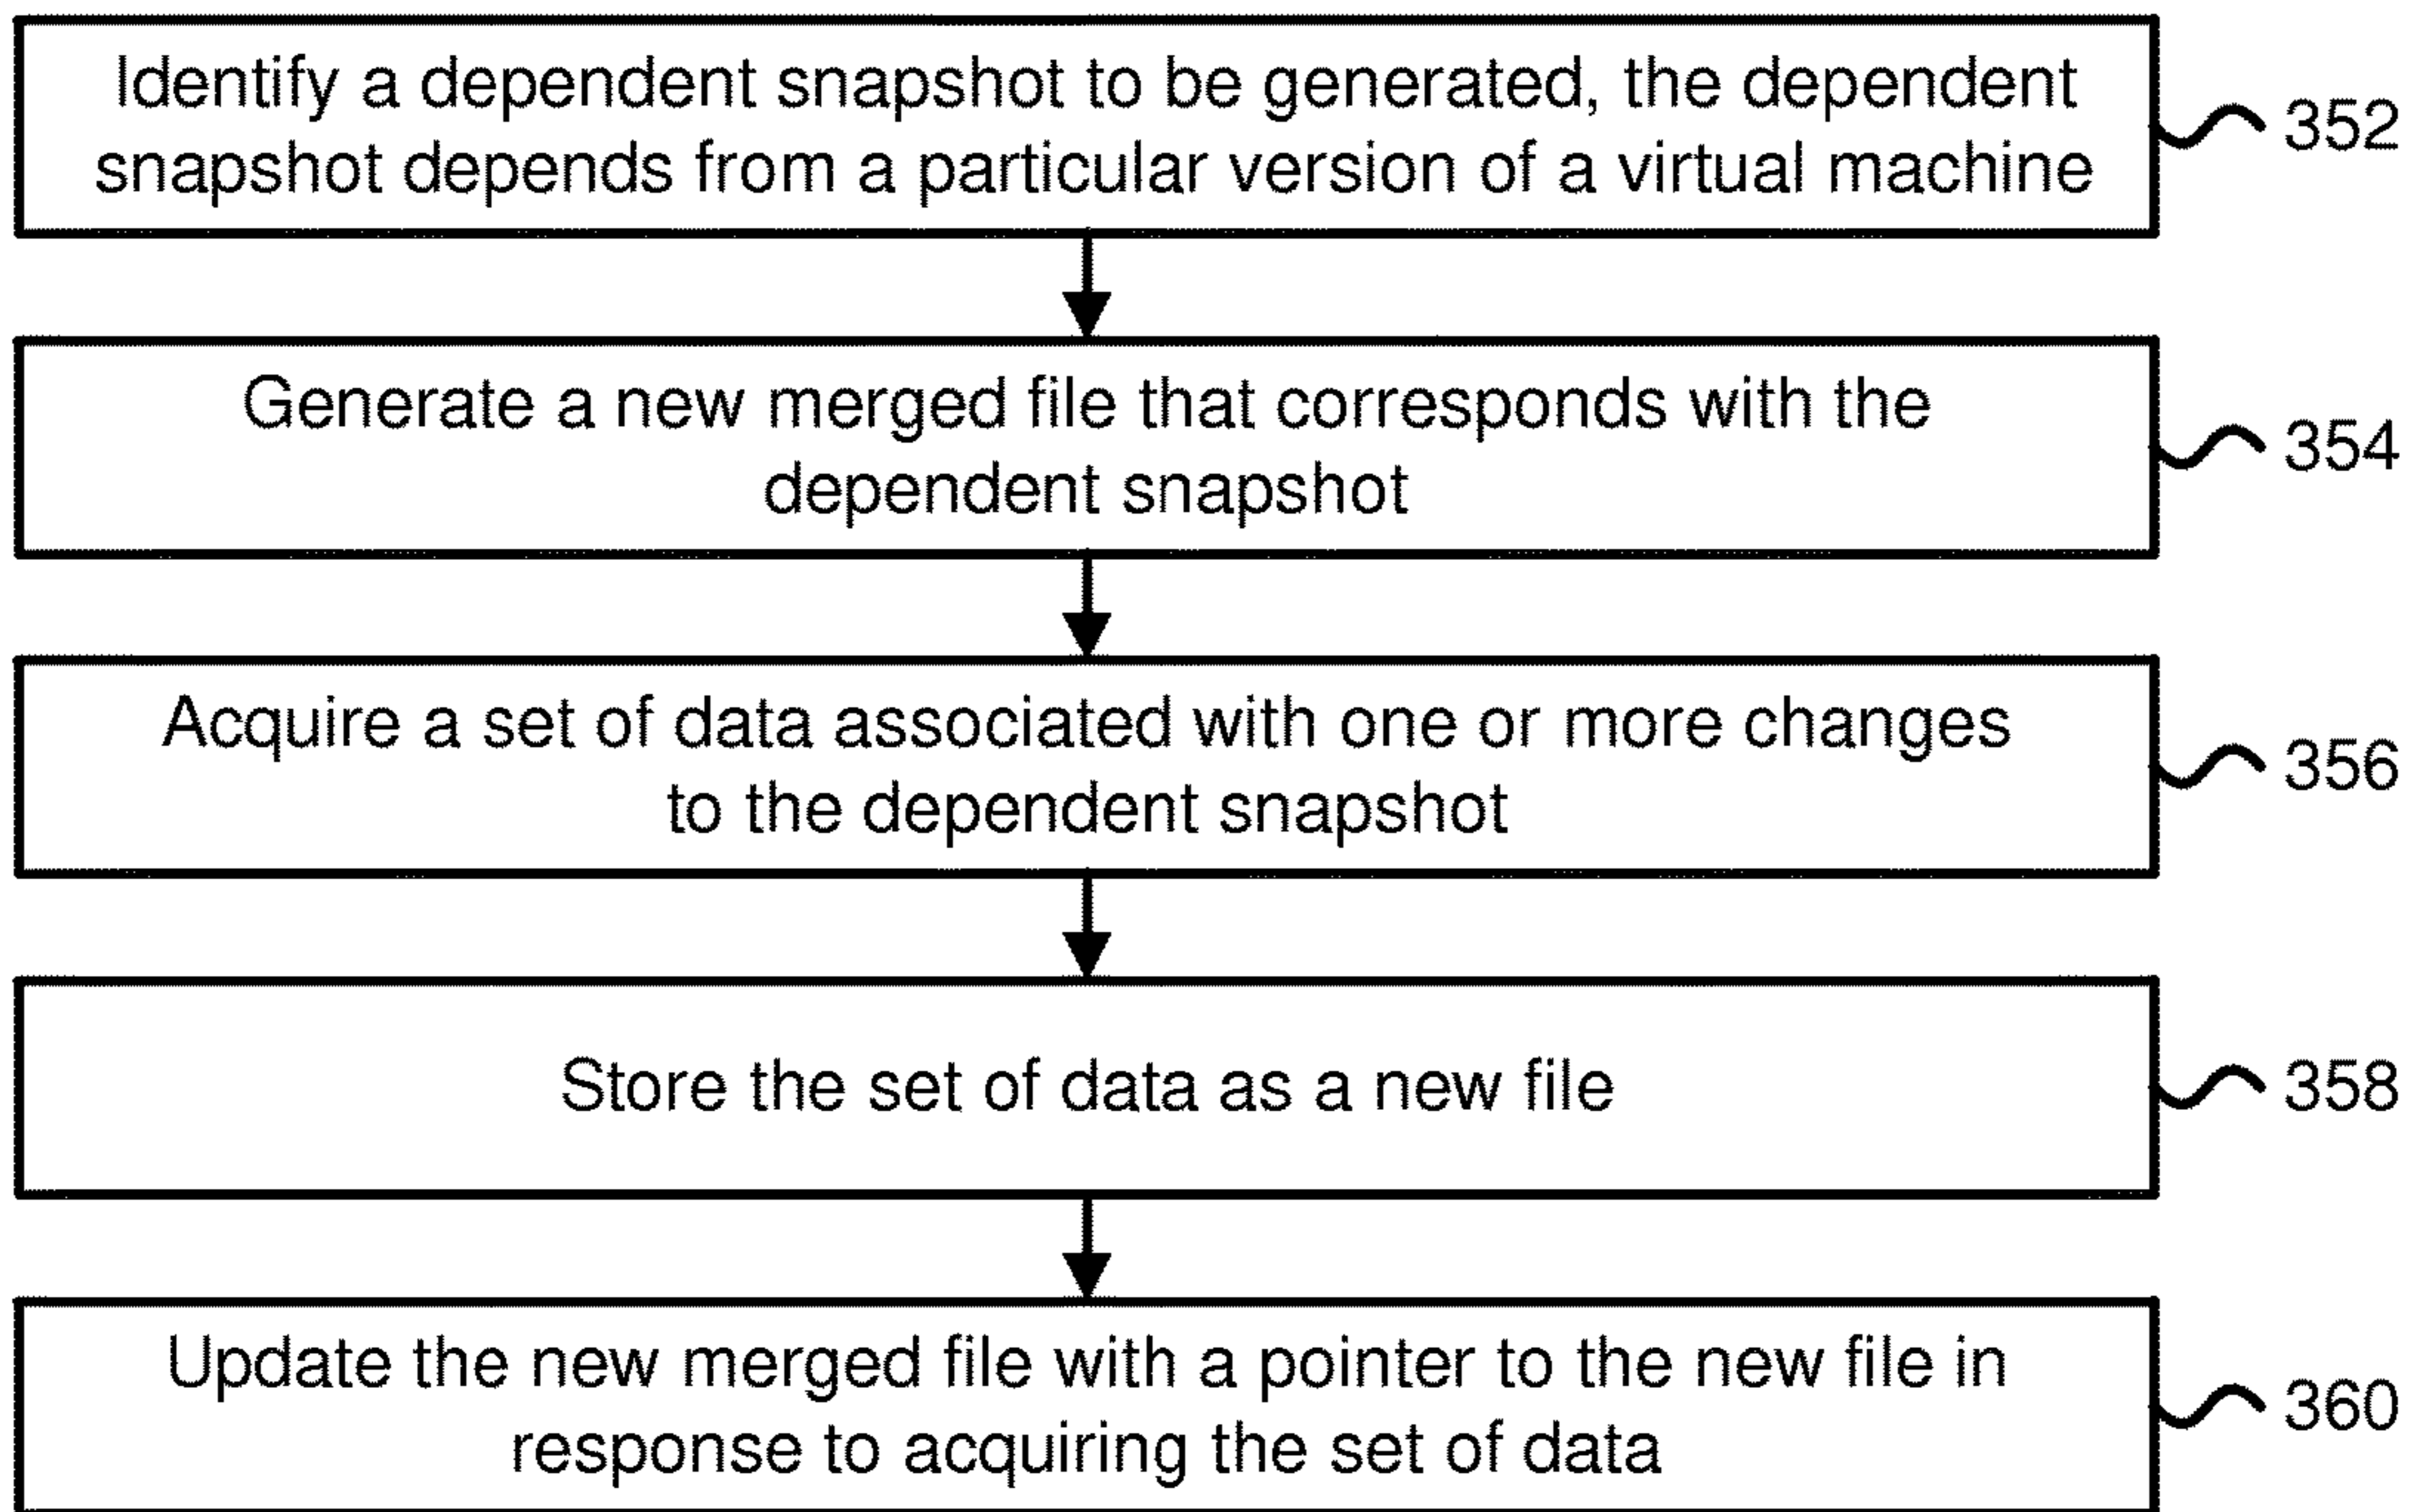 Identify a dependent snapshot to be generated, the dependent
snapshot depends from a particular version of a virtual machine
352
Generate a new merged file that corresponds with the
dependent snapshot
354
Acquire a set of data associated with one or more changes
to the dependent snapshot
356
Store the set of data as a new file
358
Update the new merged file with a pointer to the new file in
response to acquiring the set of data
360